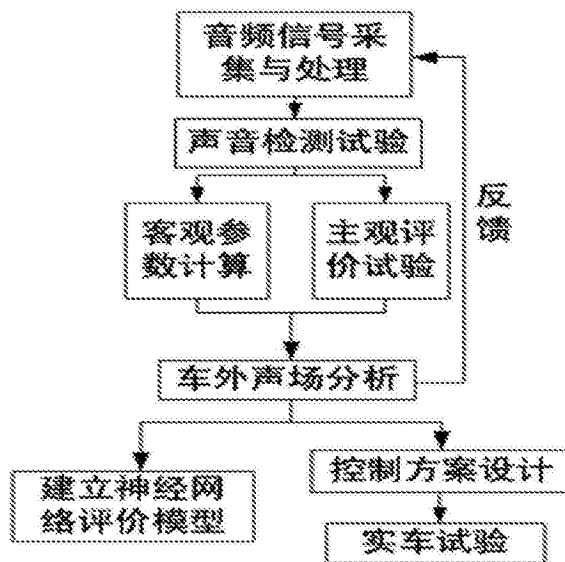 音频信号采
集与处理
声音检测试验
客观参
数计算
主观评
价试验
反
馈
车外声场分析
建立神经网
络评价模型
控制方案设计
实车试验